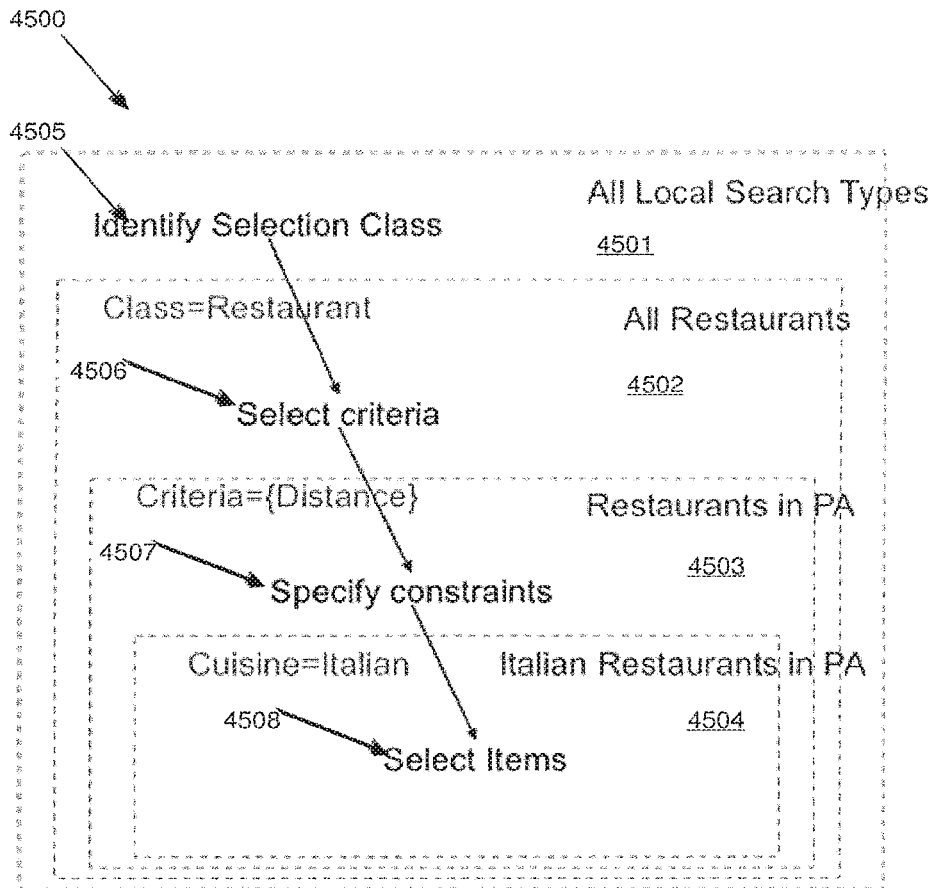 4500
4505
All Local Search Types
Identify Selection Class
4501
Class=Restaurant
All Restaurants
4506
4502
Select criteria
Criteria={Distance}
Restaurants in PA
4507
4503
Specify constraints
Cuisine=Italian
Italian Restaurants in PA
4508
4504
Select Items